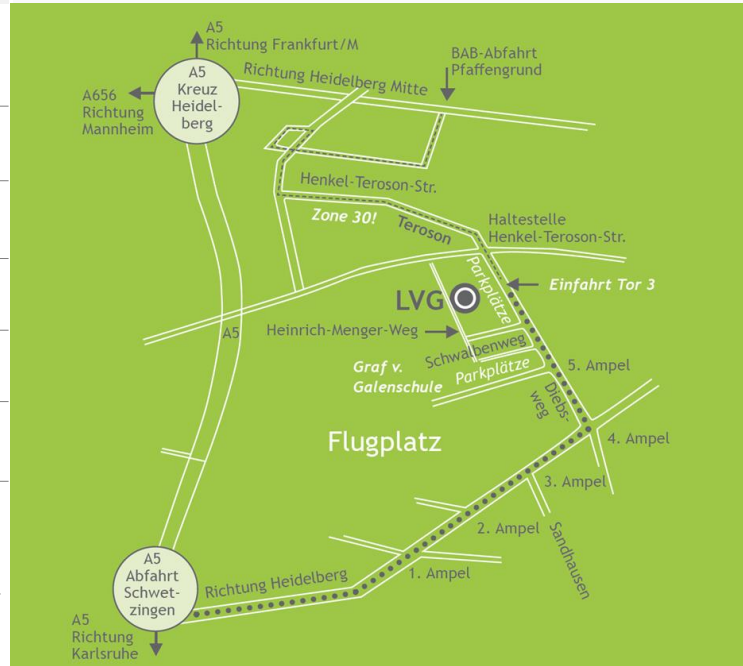 A5
Richtung Frankfurt/M
A5
Kreuz
Heidel-
berg
A656
Richtung
Mannheim
Richtung Heidelberg Mitte
BAB-Abfahrt
Pfaffengrund
Henkel-Teroson-Str.
Zone 30!
Teroson
Haltestelle
Henkel-Teroson-Str.
Parkplätze
Einfahrt Tor 3
LVG
A5
Heinrich-Menger-Weg
Schwalbenweg
Graf v.
Galenschule
Parkplätze
5. Ampel
Diebs-
weg
Flugplatz
4. Ampel
3. Ampel
2. Ampel
Sandhausen
1. Ampel
A5
Abfahrt
Schwet-
zingen
Richtung Heidelberg
A5
Richtung
Karlsruhe